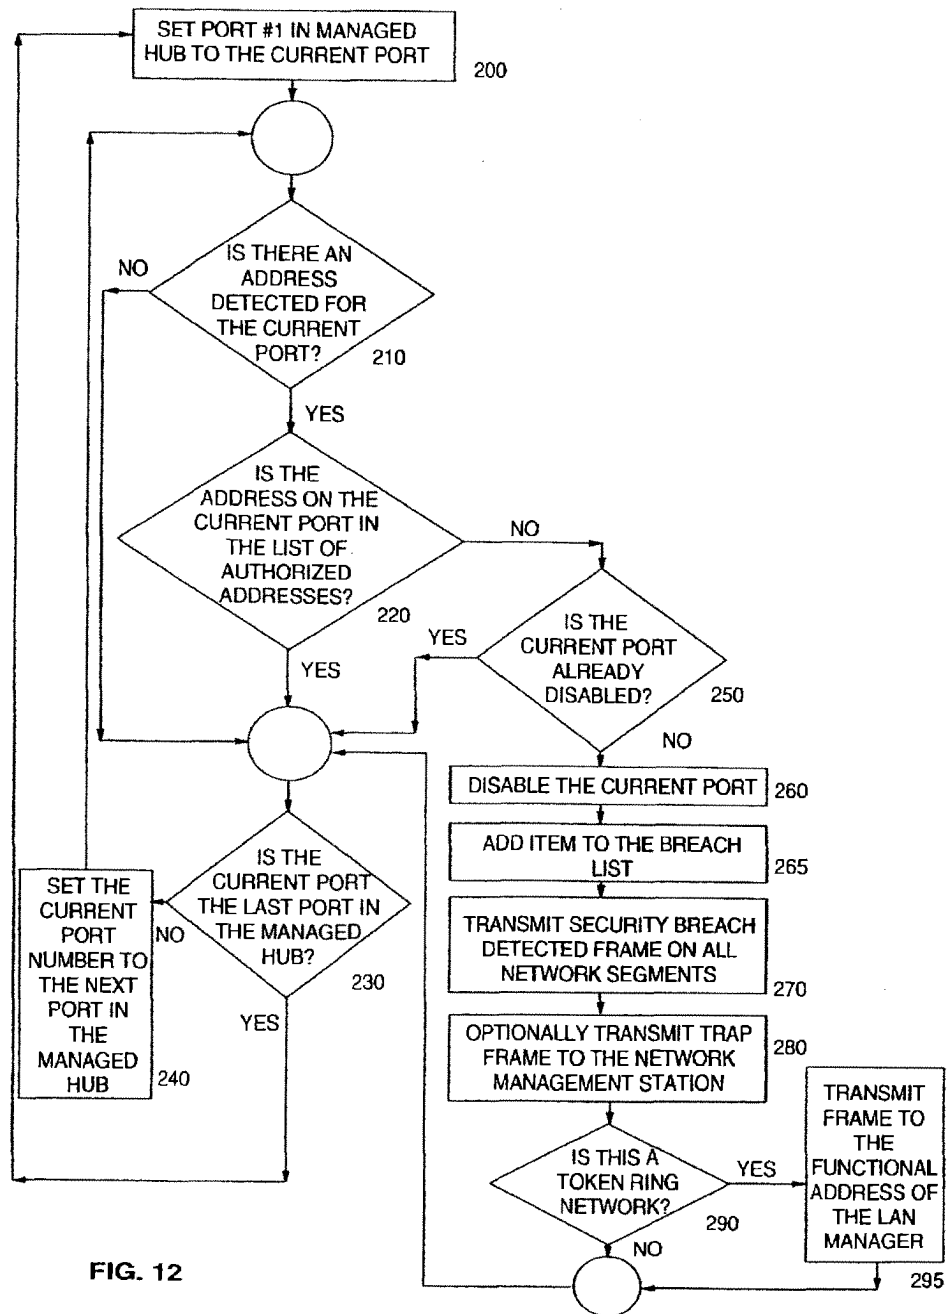 SET PORT #1 IN MANAGED
HUB TO THE CURRENT PORT
200
IS THERE AN
ADDRESS
DETECTED FOR
THE CURRENT
PORT?
210
NO
YES
IS THE
ADDRESS ON THE
CURRENT PORT IN
THE LIST OF
AUTHORIZED
ADDRESSES?
220
NO
YES
IS THE
CURRENT PORT
ALREADY
DISABLED?
250
YES
NO
DISABLE THE CURRENT PORT
260
ADD ITEM TO THE BREACH
LIST
265
TRANSMIT SECURITY BREACH
DETECTED FRAME ON ALL
NETWORK SEGMENTS
270
OPTIONALLY TRANSMIT TRAP
FRAME TO THE NETWORK
MANAGEMENT STATION
280
IS THIS A
TOKEN RING
NETWORK?
290
YES
NO
TRANSMIT
FRAME TO
THE
FUNCTIONAL
ADDRESS OF
THE LAN
MANAGER
295
IS THE
CURRENT PORT
THE LAST PORT IN
THE MANAGED
HUB?
230
NO
YES
SET THE
CURRENT
PORT
NUMBER TO
THE NEXT
PORT IN
THE
MANAGED
HUB
240
FIG. 12